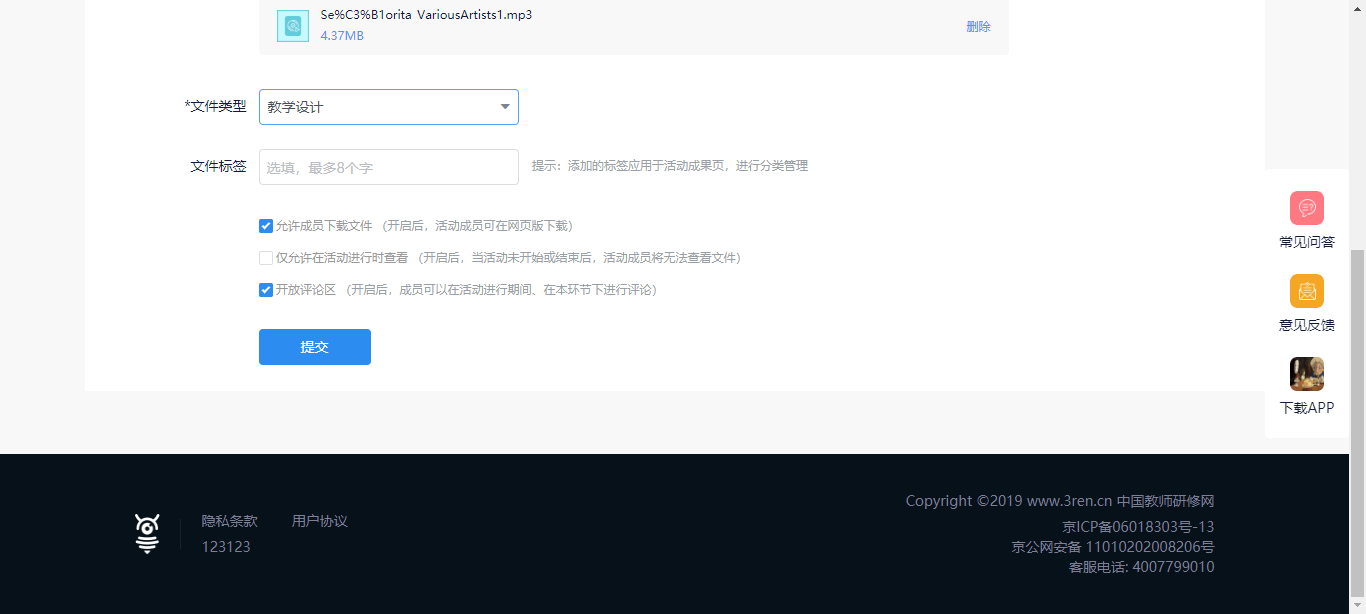 Se%C3%B1orita VariousArtists1.mp3
4.37MB
删除
*文件类型
教学设计
文件标签
选填，最多8个字
提示：添加的标签应用于活动成果页，进行分类管理
允许成员下载文件 （开启后，活动成员可在网页版下载）
仅允许在活动进行时查看 （开启后，当活动未开始或结束后，活动成员将无法查看文件）
开放评论区 （开启后，成员可以在活动进行期间、在本环节下进行评论）
提交
常见问答
意见反馈
下载APP
隐私条款 用户协议
123123
Copyright ©2019 www.3ren.cn 中国教师研修网
京ICP备06018303号-13
京公网安备 11010202008206号
客服电话: 4007799010